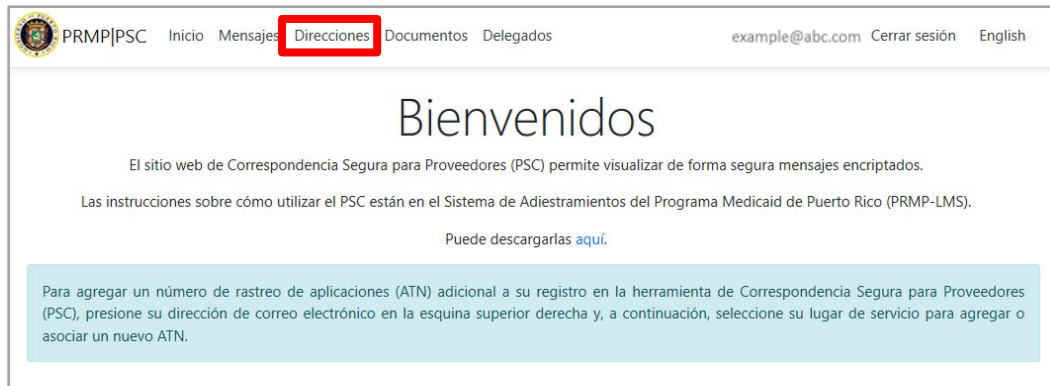 PRMP|PSC Inicio Mensajes Direcciones Documentos Delegados example@abc.com Cerrar sesión English
Bienvenidos
El sitio web de Correspondencia Segura para Proveedores (PSC) permite visualizar de forma segura mensajes encriptados.
Las instrucciones sobre cómo utilizar el PSC están en el Sistema de Adiestramientos del Programa Medicaid de Puerto Rico (PRMP-LMS).
Puede descargarlas aquí.
Para agregar un número de rastreo de aplicaciones (ATN) adicional a su registro en la herramienta de Correspondencia Segura para Proveedores
(PSC), presione su dirección de correo electrónico en la esquina superior derecha y, a continuación, seleccione su lugar de servicio para agregar o
asociar un nuevo ATN.